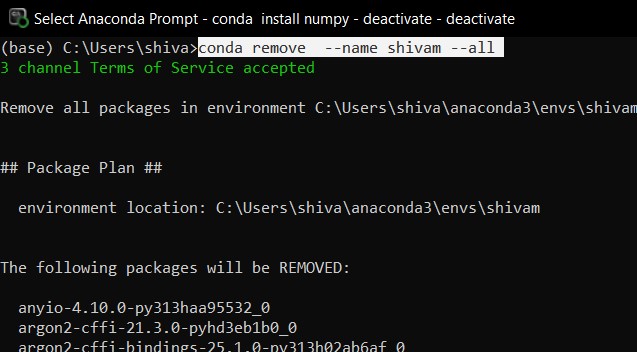 Select Anaconda Prompt - conda  install numpy - deactivate - deactivate
(base) C:\Users\shiva>conda remove  --name shivam --all
3 channel Terms of Service accepted
Remove all packages in environment C:\Users\shiva\anaconda3\envs\shivam
## Package Plan ##
environment location: C:\Users\shiva\anaconda3\envs\shivam
The following packages will be REMOVED:
anyio-4.10.0-py313haa95532_0
argon2-cffi-21.3.0-pyhd3eb1b0_0
argon2-cffi-bindings-25.1.0-py313h02ab6af_0